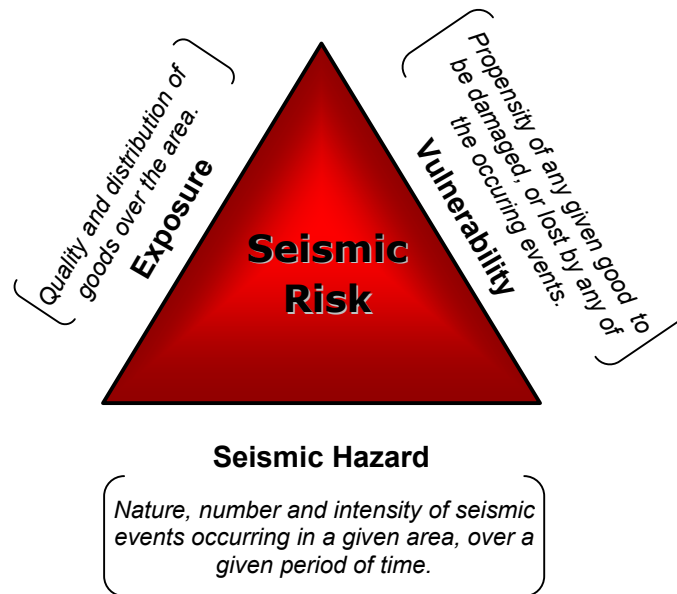 Quality and distribution of
goods over the area.
Exposure
Propensity of any given good to
be damaged, or lost by any of
the occuring events.
Vulnerability
Seismic
Risk
Seismic Hazard
Nature, number and intensity of seismic
events occurring in a given area, over a
given period of time.